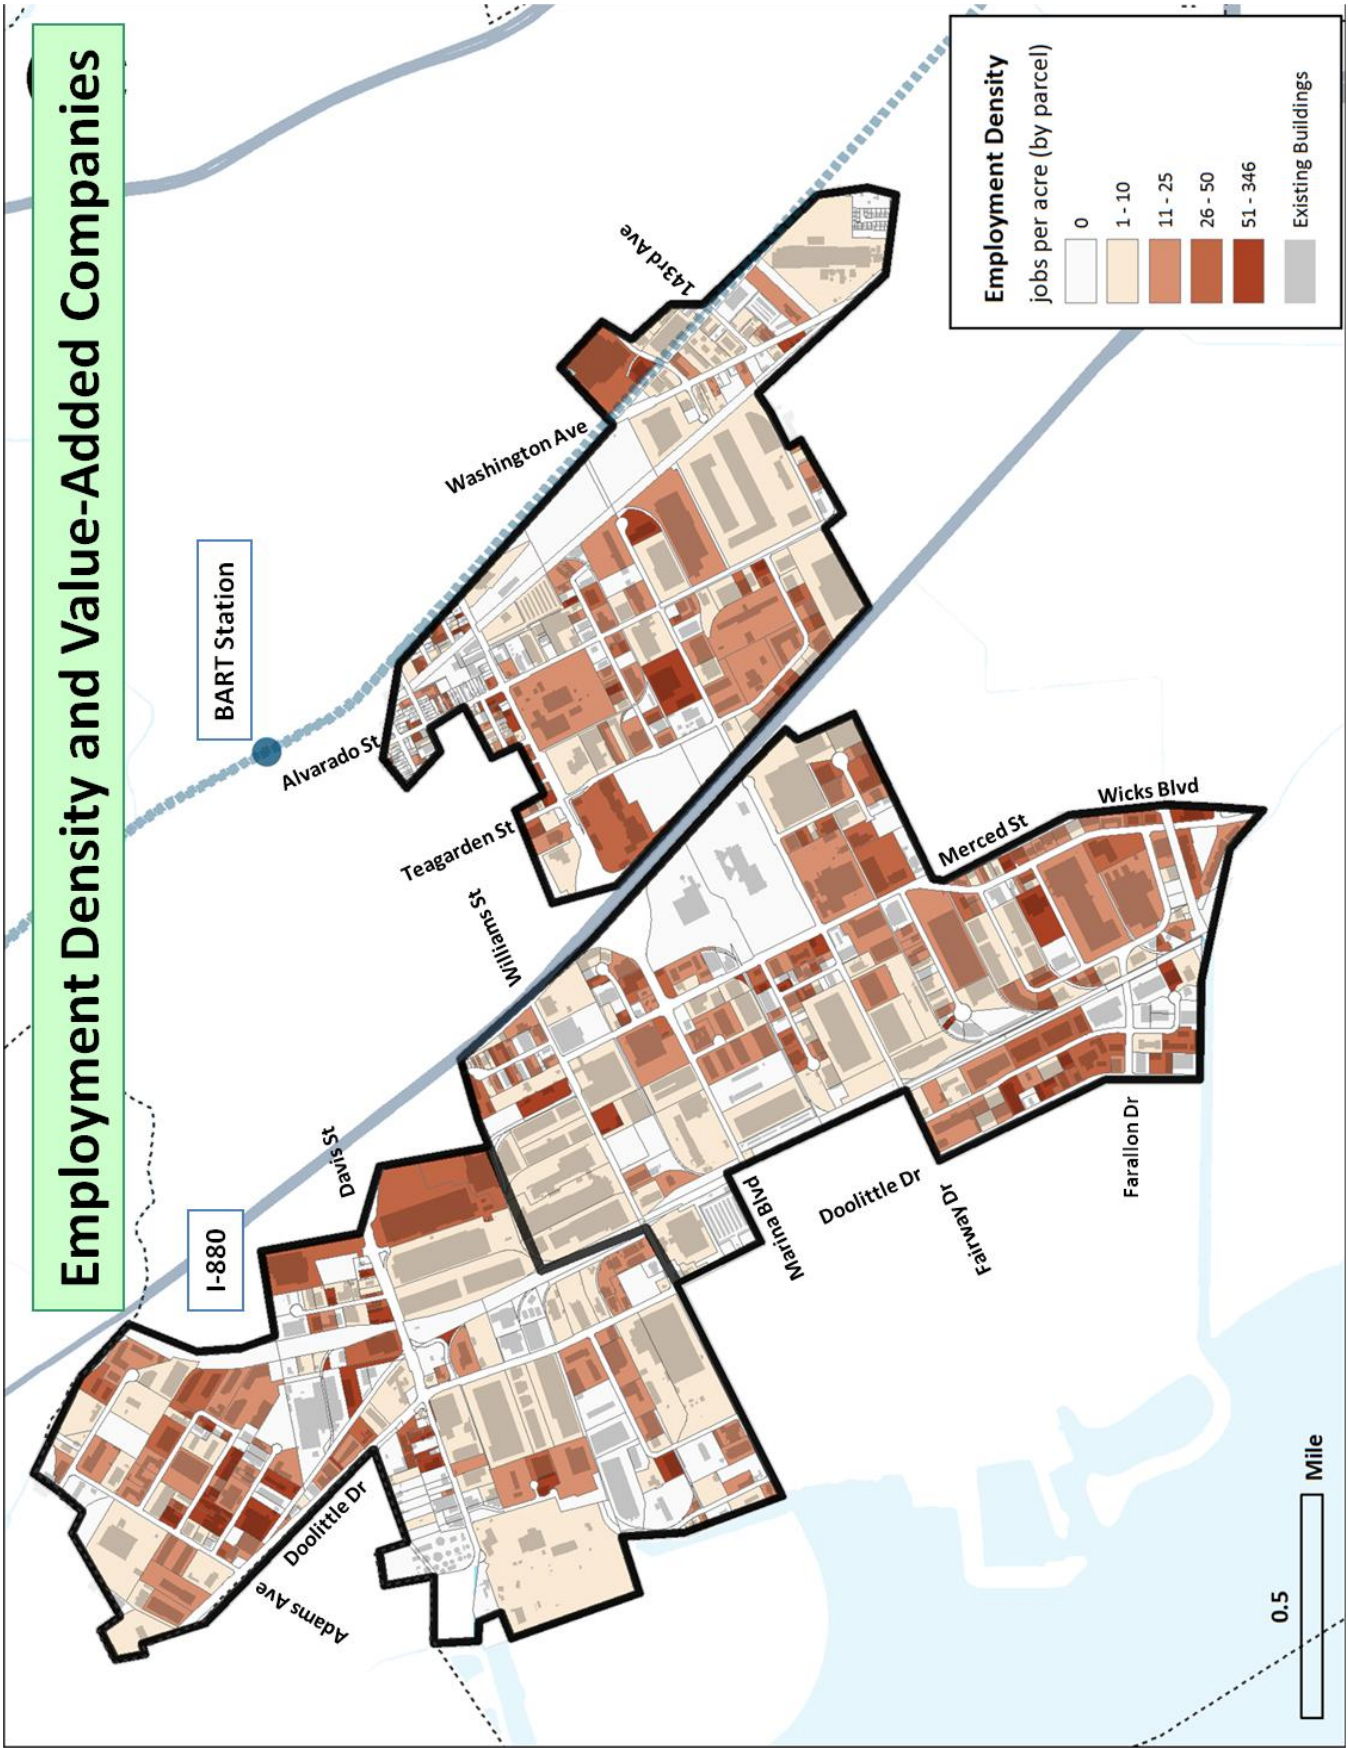 Employment Density and Value-Added Companies
I-880
BART Station
Davis St
Williams St
Teagarden St
Alvarado St
Washington Ave
143rd Ave
Adams Ave
Doolittle Dr
Marina Blvd
Doolittle Dr
Fairway Dr
Farallon Dr
Merced St
Wicks Blvd
0.5
Mile
Employment Density
jobs per acre (by parcel)
0
1 - 10
11 - 25
26 - 50
51 - 346
Existing Buildings